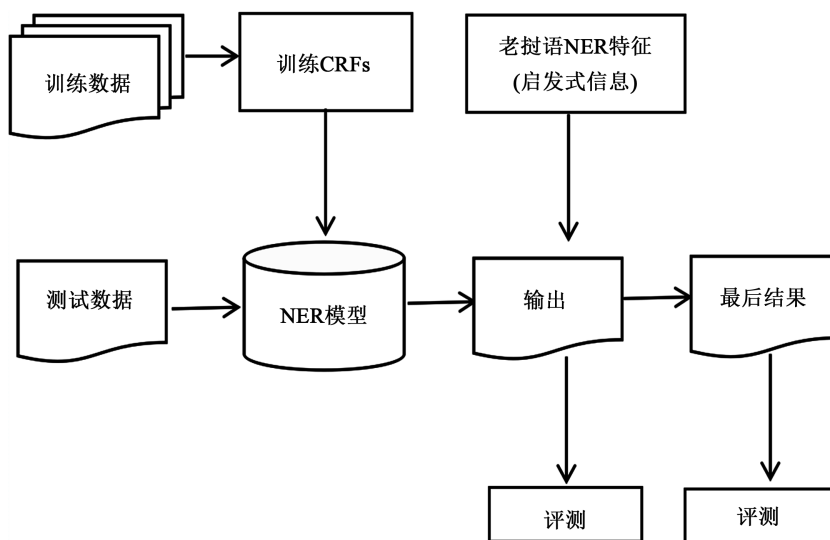 训练数据
训练CRFs
老挝语NER特征
(启发式信息)
测试数据
NER模型
输出
最后结果
评测
评测